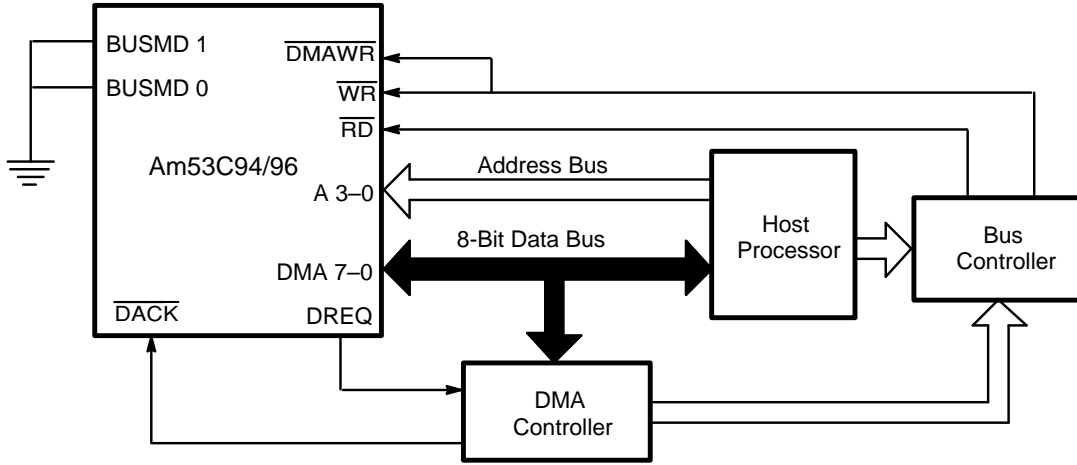 BUSMD 1
BUSMD 0
Am53C94/96
DMAWR
WR
RD
A 3–0
DMA 7–0
DACK
DREQ
Address Bus
8-Bit Data Bus
Host
Processor
Bus
Controller
DMA
Controller